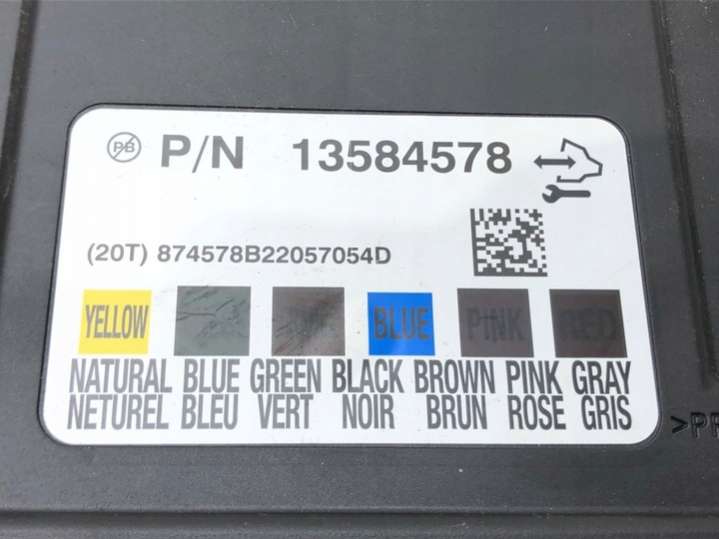 PB P/N 13584578
(20T) 874578B22057054D
YELLOW BLUE PINK RED
NATURAL BLUE GREEN BLACK BROWN PINK GRAY
NETUREL BLEU VERT NOIR BRUN ROSE GRIS